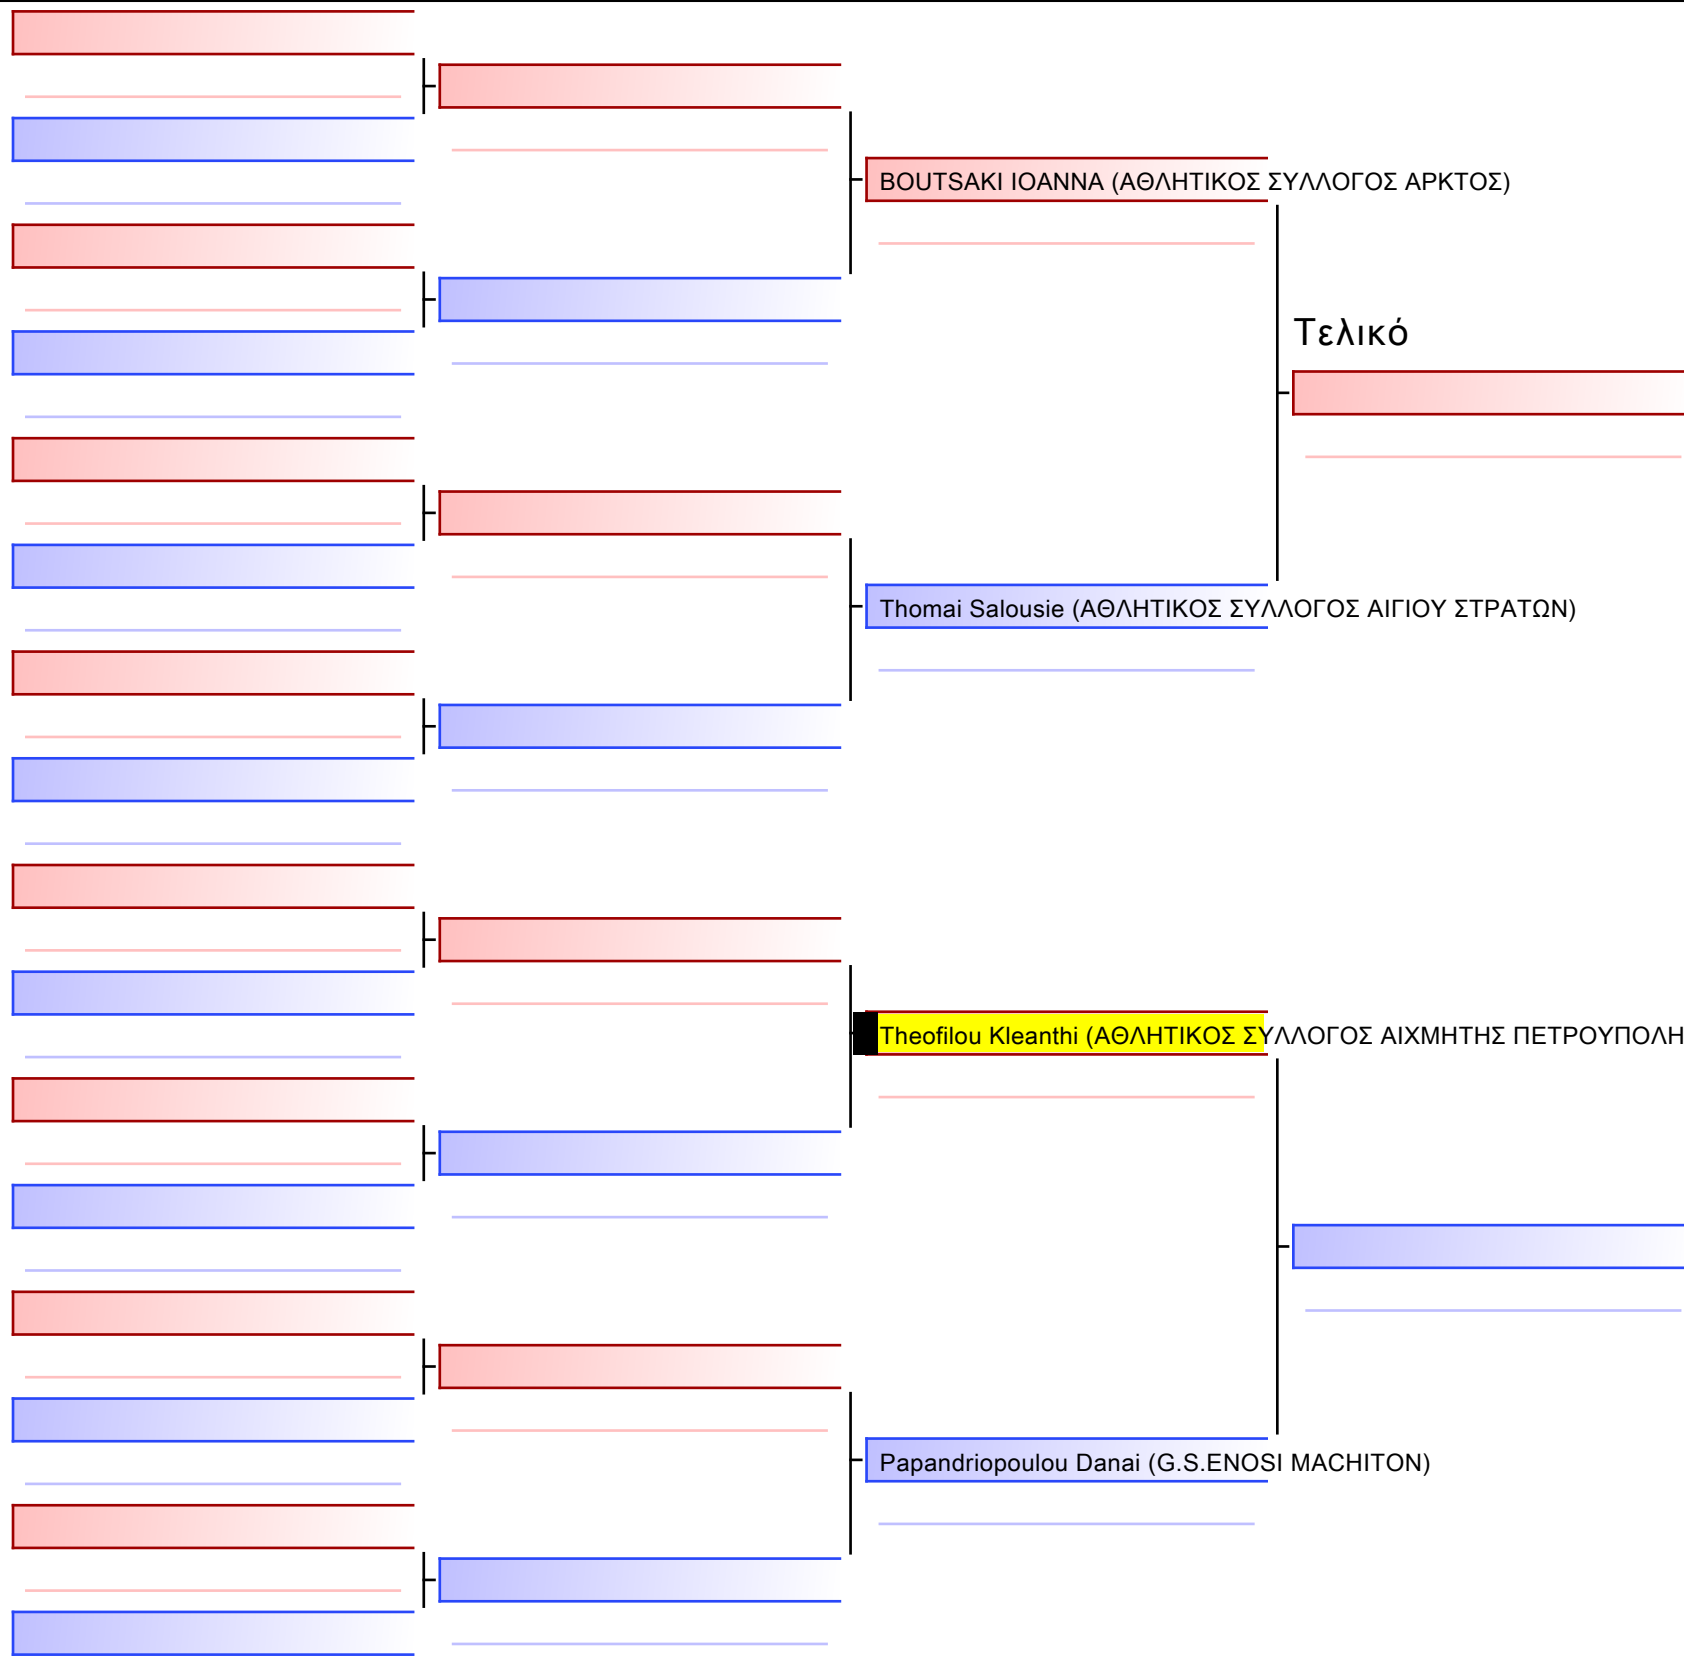 BOUTSAKI IOANNA (ΑΘΛΗΤΙΚΟΣ ΣΥΛΛΟΓΟΣ ΑΡΚΤΟΣ)
Τελικό
Thomai Salousie (ΑΘΛΗΤΙΚΟΣ ΣΥΛΛΟΓΟΣ ΑΙΓΙΟΥ ΣΤΡΑΤΩΝ)
Theofilou Kleanthi (ΑΘΛΗΤΙΚΟΣ ΣΥΛΛΟΓΟΣ ΑΙΧΜΗΤΗΣ ΠΕΤΡΟΥΠΟΛΗ
Papandriopoulou Danai (G.S.ENOSI MACHITON)